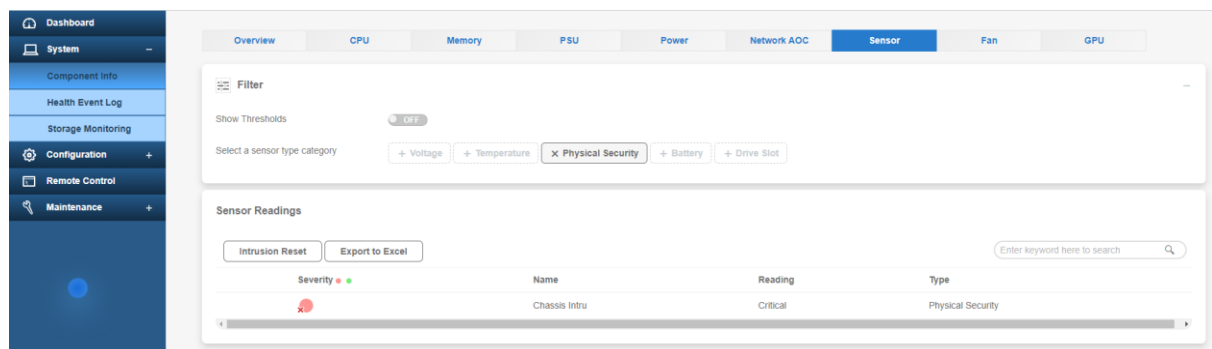 Dashboard
System –
Component Info
Health Event Log
Storage Monitoring
Configuration +
Remote Control
Maintenance +
Overview CPU Memory PSU Power Network AOC Sensor Fan GPU
Filter –
Show Thresholds OFF
Select a sensor type category + Voltage + Temperature x Physical Security + Battery + Drive Slot
Sensor Readings
Intrusion Reset Export to Excel Enter keyword here to search
Severity Name Reading Type
Chassis Intru Critical Physical Security